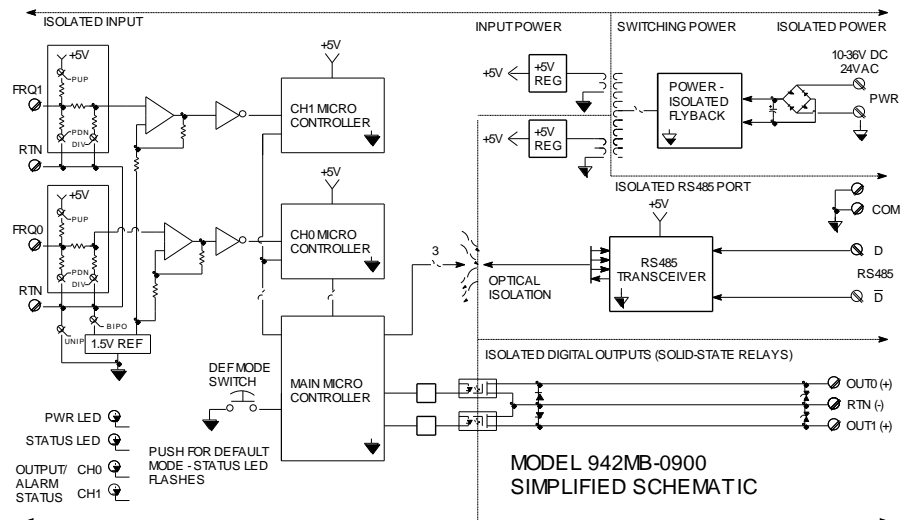 ISOLATED INPUT
INPUT POWER
SWITCHING POWER
ISOLATED POWER
+5V
PUP
FRQ1
PDN
DIV
RTN
+5V
CH1 MICRO
CONTROLLER
+5V
+5V
REG
+5V
+5V
REG
POWER -
ISOLATED
FLYBACK
10-36V DC
24VAC
PWR
+5V
PUP
FRQ0
PDN
DIV
RTN
+5V
CH0 MICRO
CONTROLLER
UNIP
BIPO
1.5V REF
3
OPTICAL
ISOLATION
ISOLATED RS485 PORT
+5V
RS485
TRANSCEIVER
COM
D
RS485
D̅
DEF MODE
SWITCH
MAIN MICRO
CONTROLLER
PUSH FOR DEFAULT
MODE - STATUS LED
FLASHES
PWR LED
STATUS LED
OUTPUT/
ALARM
STATUS
CH0
CH1
ISOLATED DIGITAL OUTPUTS (SOLID-STATE RELAYS)
OUT0 (+)
RTN (-)
OUT1 (+)
MODEL 942MB-0900
SIMPLIFIED SCHEMATIC